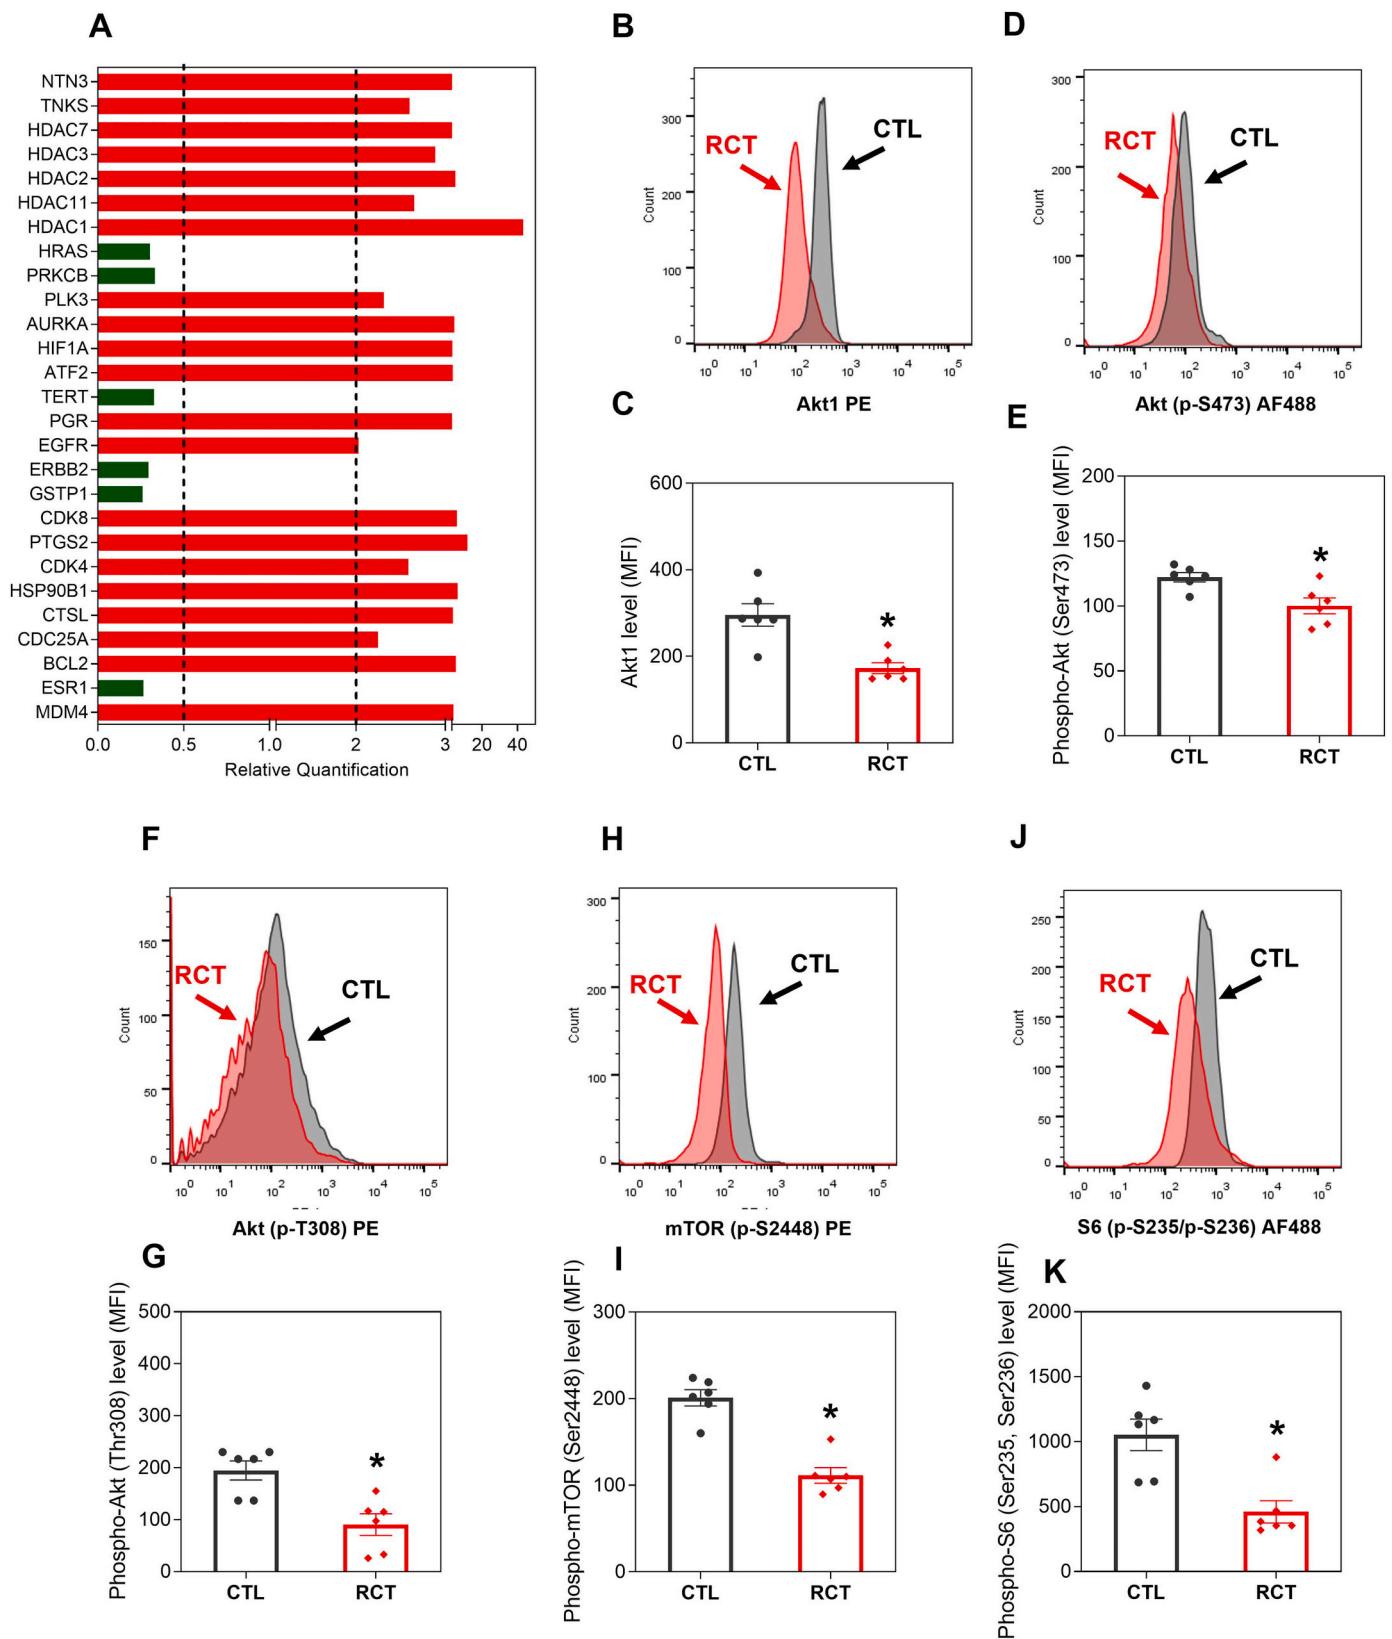 A
NTN3
TNKS
HDAC7
HDAC3
HDAC2
HDAC11
HDAC1
HRAS
PRKCB
PLK3
AURKA
HIF1A
ATF2
TERT
PGR
EGFR
ERBB2
GSTP1
CDK8
PTGS2
CDK4
HSP90B1
CTSL
CDC25A
BCL2
ESR1
MDM4
0.0 0.5 1.0 2 3 20 40
Relative Quantification
B
Count
300
200
100
0
RCT
CTL
10^0 10^1 10^2 10^3 10^4 10^5
Akt1 PE
D
Count
300
200
100
0
RCT
CTL
10^0 10^1 10^2 10^3 10^4 10^5
Akt (p-S473) AF488
C
Akt1 level (MFI)
600
400
200
0
*
CTL RCT
E
Phospho-Akt (Ser473) level (MFI)
200
150
100
50
0
*
CTL RCT
F
Count
150
100
50
0
RCT
CTL
10^0 10^1 10^2 10^3 10^4 10^5
Akt (p-T308) PE
H
Count
300
200
100
0
RCT
CTL
10^0 10^1 10^2 10^3 10^4 10^5
mTOR (p-S2448) PE
J
Count
250
200
150
100
50
0
RCT
CTL
10^0 10^1 10^2 10^3 10^4 10^5
S6 (p-S235/p-S236) AF488
G
Phospho-Akt (Thr308) level (MFI)
500
400
300
200
100
0
*
CTL RCT
I
Phospho-mTOR (Ser2448) level (MFI)
300
200
100
0
*
CTL RCT
K
Phospho-S6 (Ser235, Ser236) level (MFI)
2000
1500
1000
500
0
*
CTL RCT